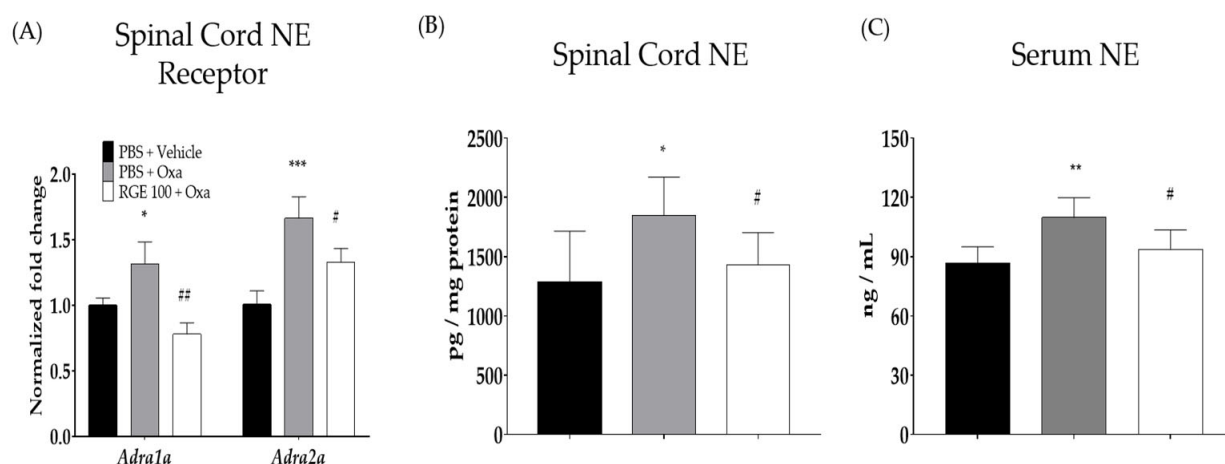 (A)
Spinal Cord NE
Receptor
PBS + Vehicle
PBS + Oxa
RGE 100 + Oxa
Normalized fold change
2.0
1.5
1.0
0.5
0.0
*
##
***
#
Adra1a
Adra2a
(B)
Spinal Cord NE
pg / mg protein
2500
2000
1500
1000
500
0
*
#
(C)
Serum NE
ng / mL
150
120
90
60
30
0
**
#